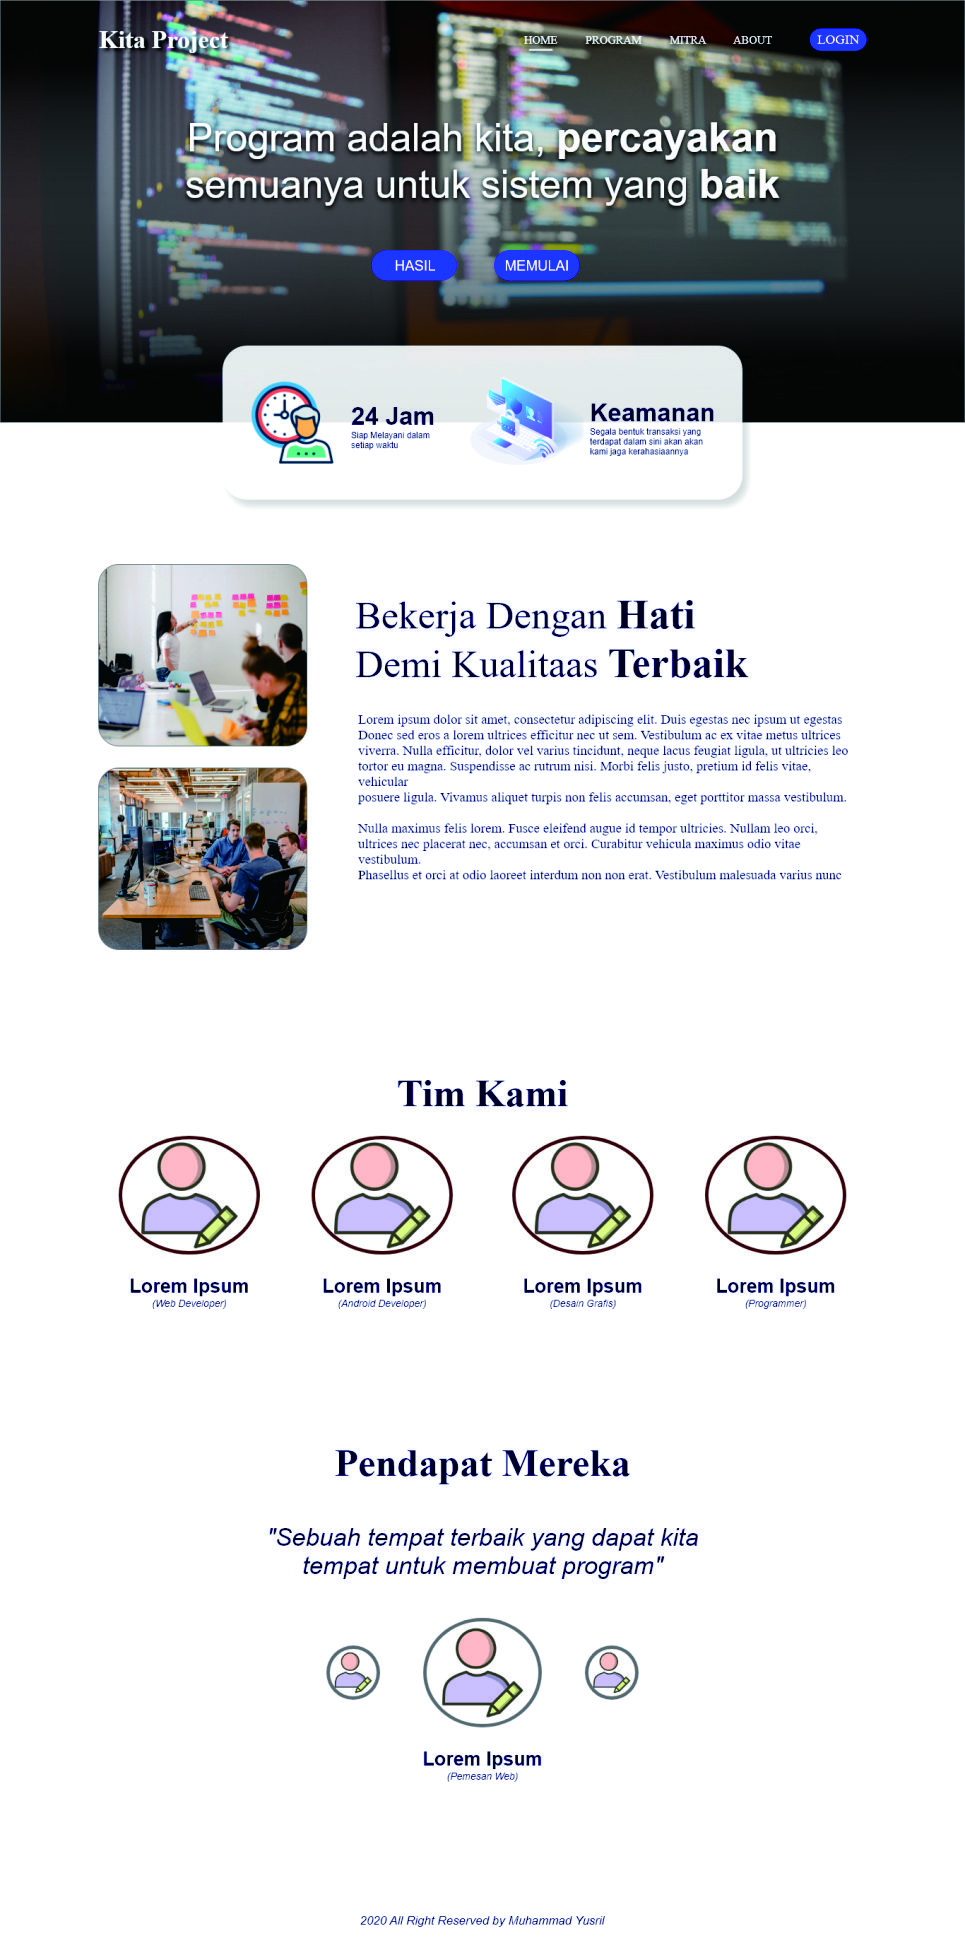 Kita Project
HOME PROGRAM MITRA ABOUT LOGIN
Program adalah kita, percayakan
semuanya untuk sistem yang baik
HASIL MEMULAI
24 Jam
Siap Melayani dalam
setiap waktu
Keamanan
Segala bentuk transaksi yang
terdapat dalam sini akan akan
kami jaga kerahasiaannya
Bekerja Dengan Hati
Demi Kualitaas Terbaik
Lorem ipsum dolor sit amet, consectetur adipiscing elit. Duis egestas nec ipsum ut egestas
Donec sed eros a lorem ultrices efficitur nec ut sem. Vestibulum ac ex vitae metus ultrices
viverra. Nulla efficitur, dolor vel varius tincidunt, neque lacus feugiat ligula, ut ultricies leo
tortor eu magna. Suspendisse ac rutrum nisi. Morbi felis justo, pretium id felis vitae,
vehicular
posuere ligula. Vivamus aliquet turpis non felis accumsan, eget porttitor massa vestibulum.
Nulla maximus felis lorem. Fusce eleifend augue id tempor ultricies. Nullam leo orci,
ultrices nec placerat nec, accumsan et orci. Curabitur vehicula maximus odio vitae
vestibulum.
Phasellus et orci at odio laoreet interdum non non erat. Vestibulum malesuada varius nunc
Tim Kami
Lorem Ipsum
(Web Developer)
Lorem Ipsum
(Android Developer)
Lorem Ipsum
(Desain Grafis)
Lorem Ipsum
(Programmer)
Pendapat Mereka
"Sebuah tempat terbaik yang dapat kita
tempat untuk membuat program"
Lorem Ipsum
(Pemesan Web)
2020 All Right Reserved by Muhammad Yusril